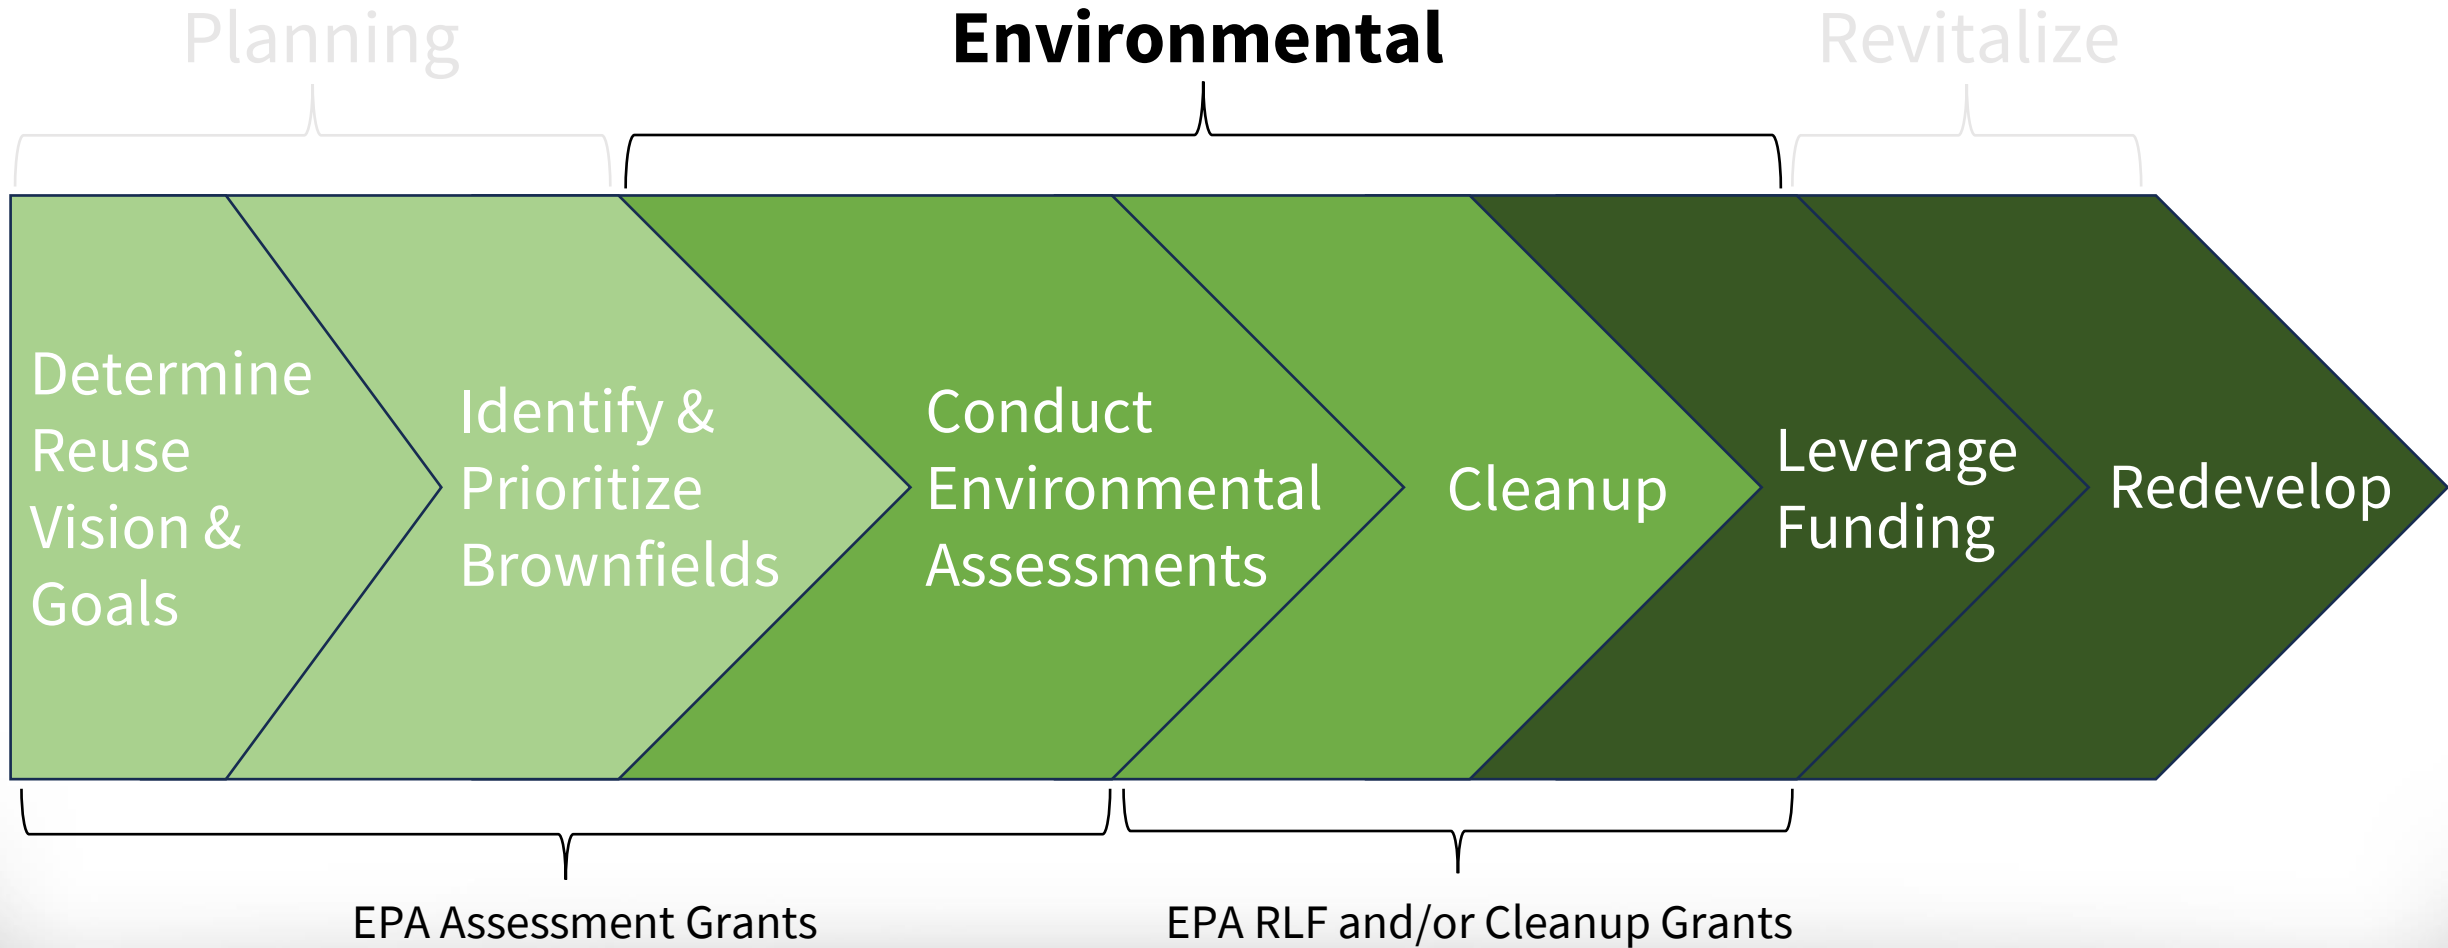 Planning
Environmental
Revitalize
Determine
Reuse
Vision &
Goals
Identify &
Prioritize
Brownfields
Conduct
Environmental
Assessments
Cleanup
Leverage
Funding
Redevelop
EPA Assessment Grants
EPA RLF and/or Cleanup Grants